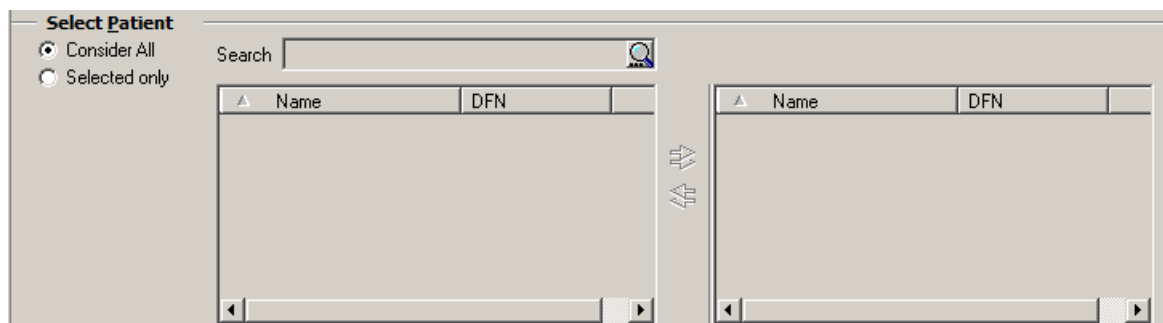 Select Patient
Consider All
Search
Selected only
Name DFN Name DFN